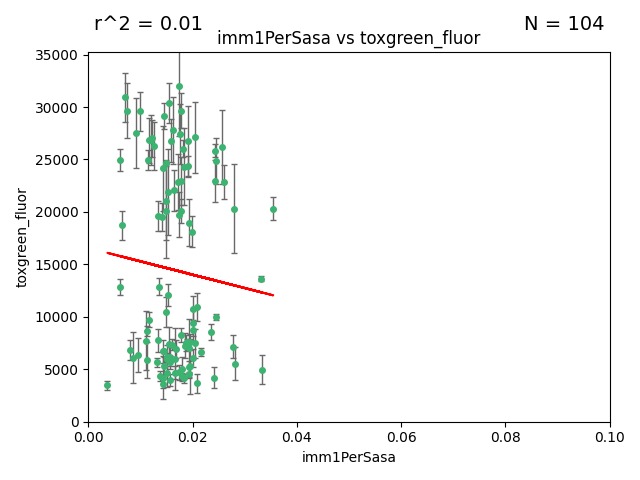 r^2 = 0.01
N = 104
imm1PerSasa vs toxgreen_fluor
35000
30000
25000
20000
15000
10000
5000
0
toxgreen_fluor
0.00
0.02
0.04
0.06
0.08
0.10
imm1PerSasa